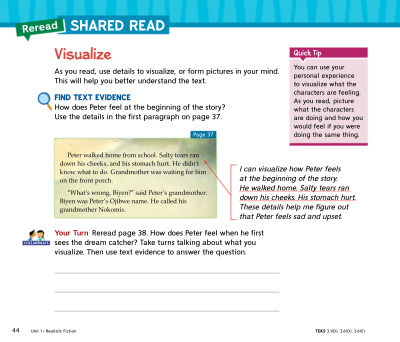 Reread SHARED READ
Visualize
As you read, use details to visualize, or form pictures in your mind.
This will help you better understand the text.
FIND TEXT EVIDENCE
How does Peter feel at the beginning of the story?
Use the details in the first paragraph on page 37.
Quick Tip
You can use your
personal experience
to visualize what the
characters are feeling.
As you read, picture
what the characters
are doing and how you
would feel if you were
doing the same thing.
Page 37
Peter walked home from school. Salty tears ran
down his cheeks, and his stomach hurt. He didn't
know what to do. Grandmother was waiting for him
on the front porch.
"What's wrong, Biyen?" said Peter's grandmother.
Biyen was Peter's Ojibwe name. He called his
grandmother Nokomis.
I can visualize how Peter feels
at the beginning of the story.
He walked home. Salty tears ran
down his cheeks. His stomach hurt.
These details help me figure out
that Peter feels sad and upset.
COLLABORATE
Your Turn Reread page 38. How does Peter feel when he first
sees the dream catcher? Take turns talking about what you
visualize. Then use text evidence to answer the question.
44 Unit 1 • Realistic Fiction
TEKS 3.1(D), 3.6(D), 3.6(E)